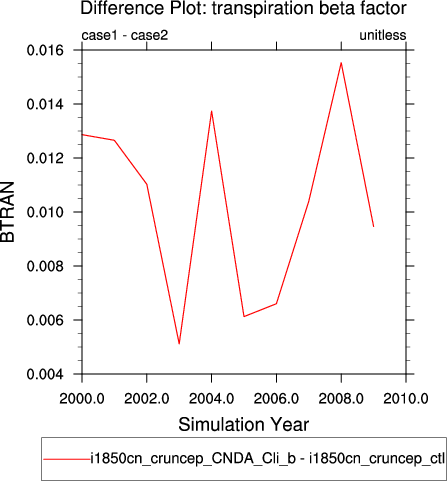 Difference Plot: transpiration beta factor
case1 - case2 unitless
0.016
0.014
0.012
0.010
0.008
0.006
0.004
BTRAN
2000.0 2002.0 2004.0 2006.0 2008.0 2010.0
Simulation Year
i1850cn_cruncep_CNDA_Cli_b - i1850cn_cruncep_ctl